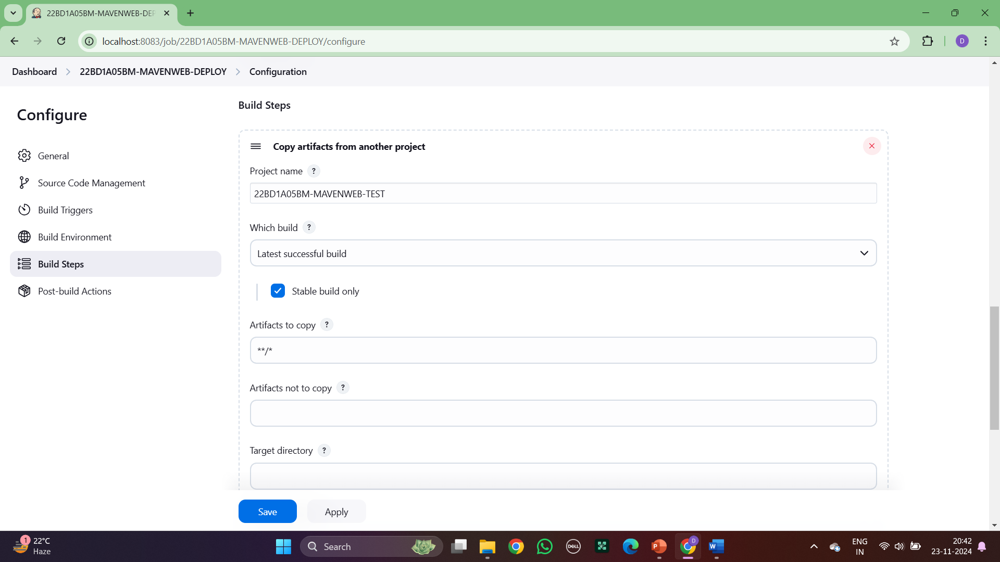 22BD1A05BM-MAVENWEB-DEP
localhost:8083/job/22BD1A05BM-MAVENWEB-DEPLOY/configure
D
Dashboard
22BD1A05BM-MAVENWEB-DEPLOY
Configuration
Configure
General
Source Code Management
Build Triggers
Build Environment
Build Steps
Post-build Actions
Build Steps
Copy artifacts from another project
Project name ?
22BD1A05BM-MAVENWEB-TEST
Which build ?
Latest successful build
Stable build only
Artifacts to copy ?
**/*
Artifacts not to copy ?
Target directory ?
Save
Apply
1
22°C
Haze
Search
DELL
P
D
W
ENG
IN
20:42
23-11-2024